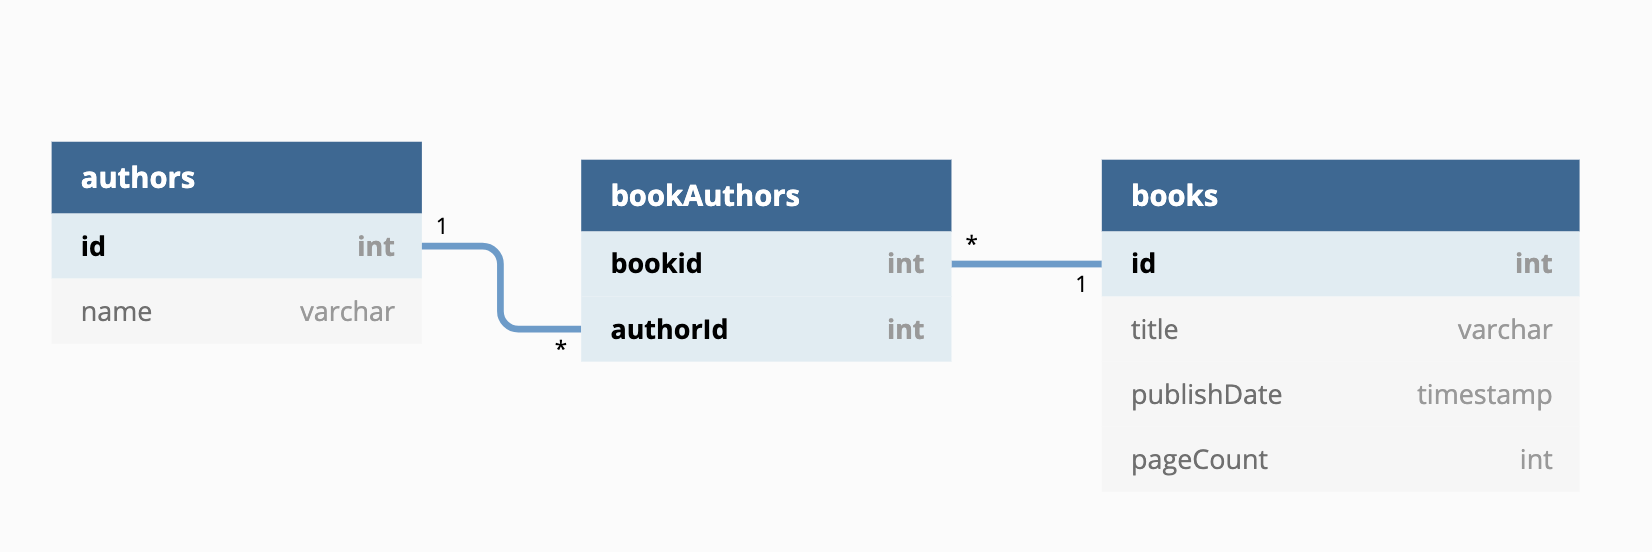 authors
id int
name varchar
1
*
bookAuthors
bookid int
authorId int
*
1
books
id int
title varchar
publishDate timestamp
pageCount int